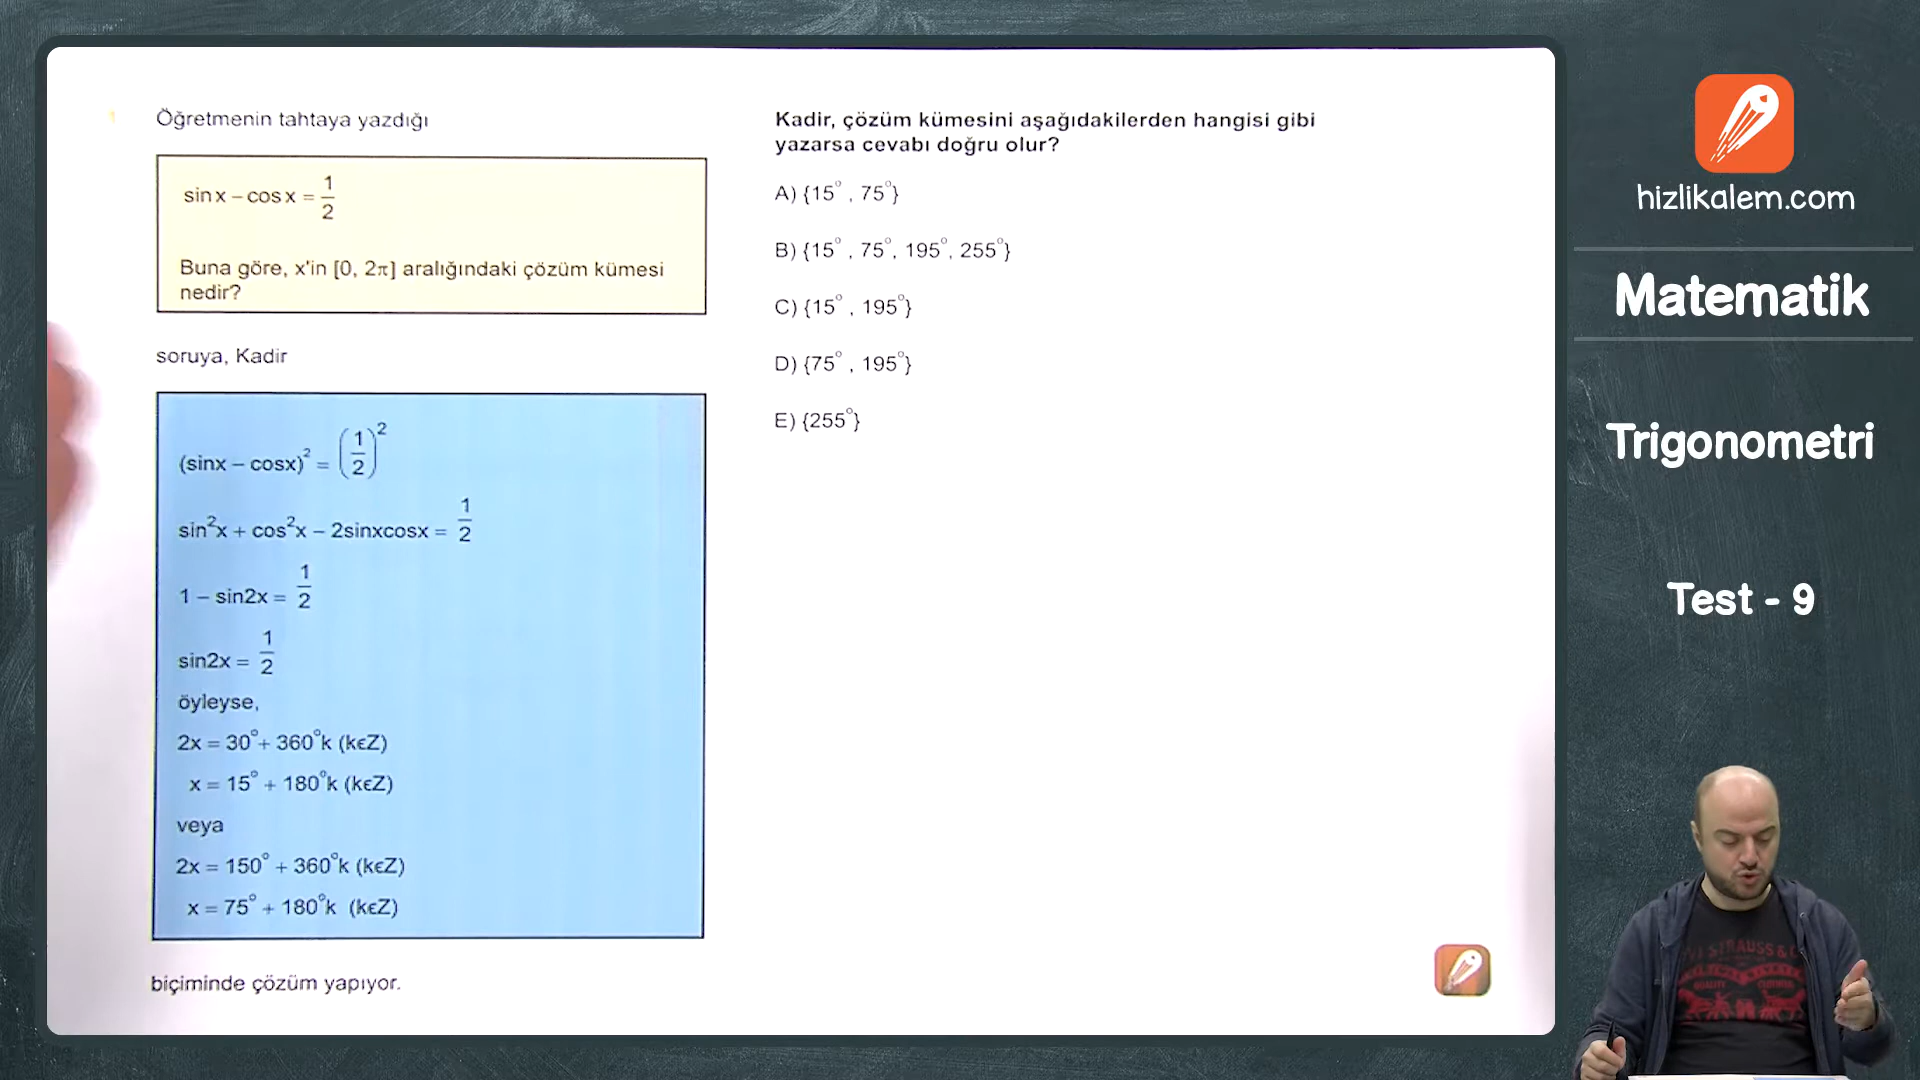 1
Öğretmenin tahtaya yazdığı
sin x – cos x = 1/2
Buna göre, x'in [0, 2π] aralığındaki çözüm kümesi
nedir?
soruya, Kadir
(sinx – cosx)² = (1/2)²
sin²x + cos²x – 2sinxcosx = 1/2
1 – sin2x = 1/2
sin2x = 1/2
öyleyse,
2x = 30° + 360°k (kϵZ)
x = 15° + 180°k (kϵZ)
veya
2x = 150° + 360°k (kϵZ)
x = 75° + 180°k (kϵZ)
biçiminde çözüm yapıyor.
Kadir, çözüm kümesini aşağıdakilerden hangisi gibi
yazarsa cevabı doğru olur?
A) {15° , 75°}
B) {15° , 75°, 195°, 255°}
C) {15° , 195°}
D) {75° , 195°}
E) {255°}
hizlikalem.com
Matematik
Trigonometri
Test - 9